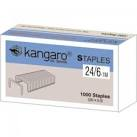 kangaro
STAPLES
24/6-1M
1000 Staples